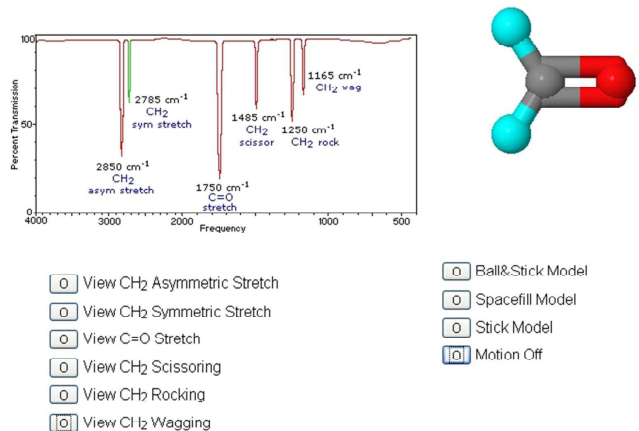 100
50
0
Percent Transmission
2785 cm-1
CH2
sym stretch
2850 cm-1
CH2
asym stretch
1750 cm-1
C=O
stretch
1485 cm-1
CH2
scissor
1250 cm-1
CH2 rock
1165 cm-1
CH2 wag
4000 3000 2000 1000 500
Frequency
O View CH2 Asymmetric Stretch
O View CH2 Symmetric Stretch
O View C=O Stretch
O View CH2 Scissoring
O View CH2 Rocking
O View CH2 Wagging
O Ball&Stick Model
O Spacefill Model
O Stick Model
O Motion Off